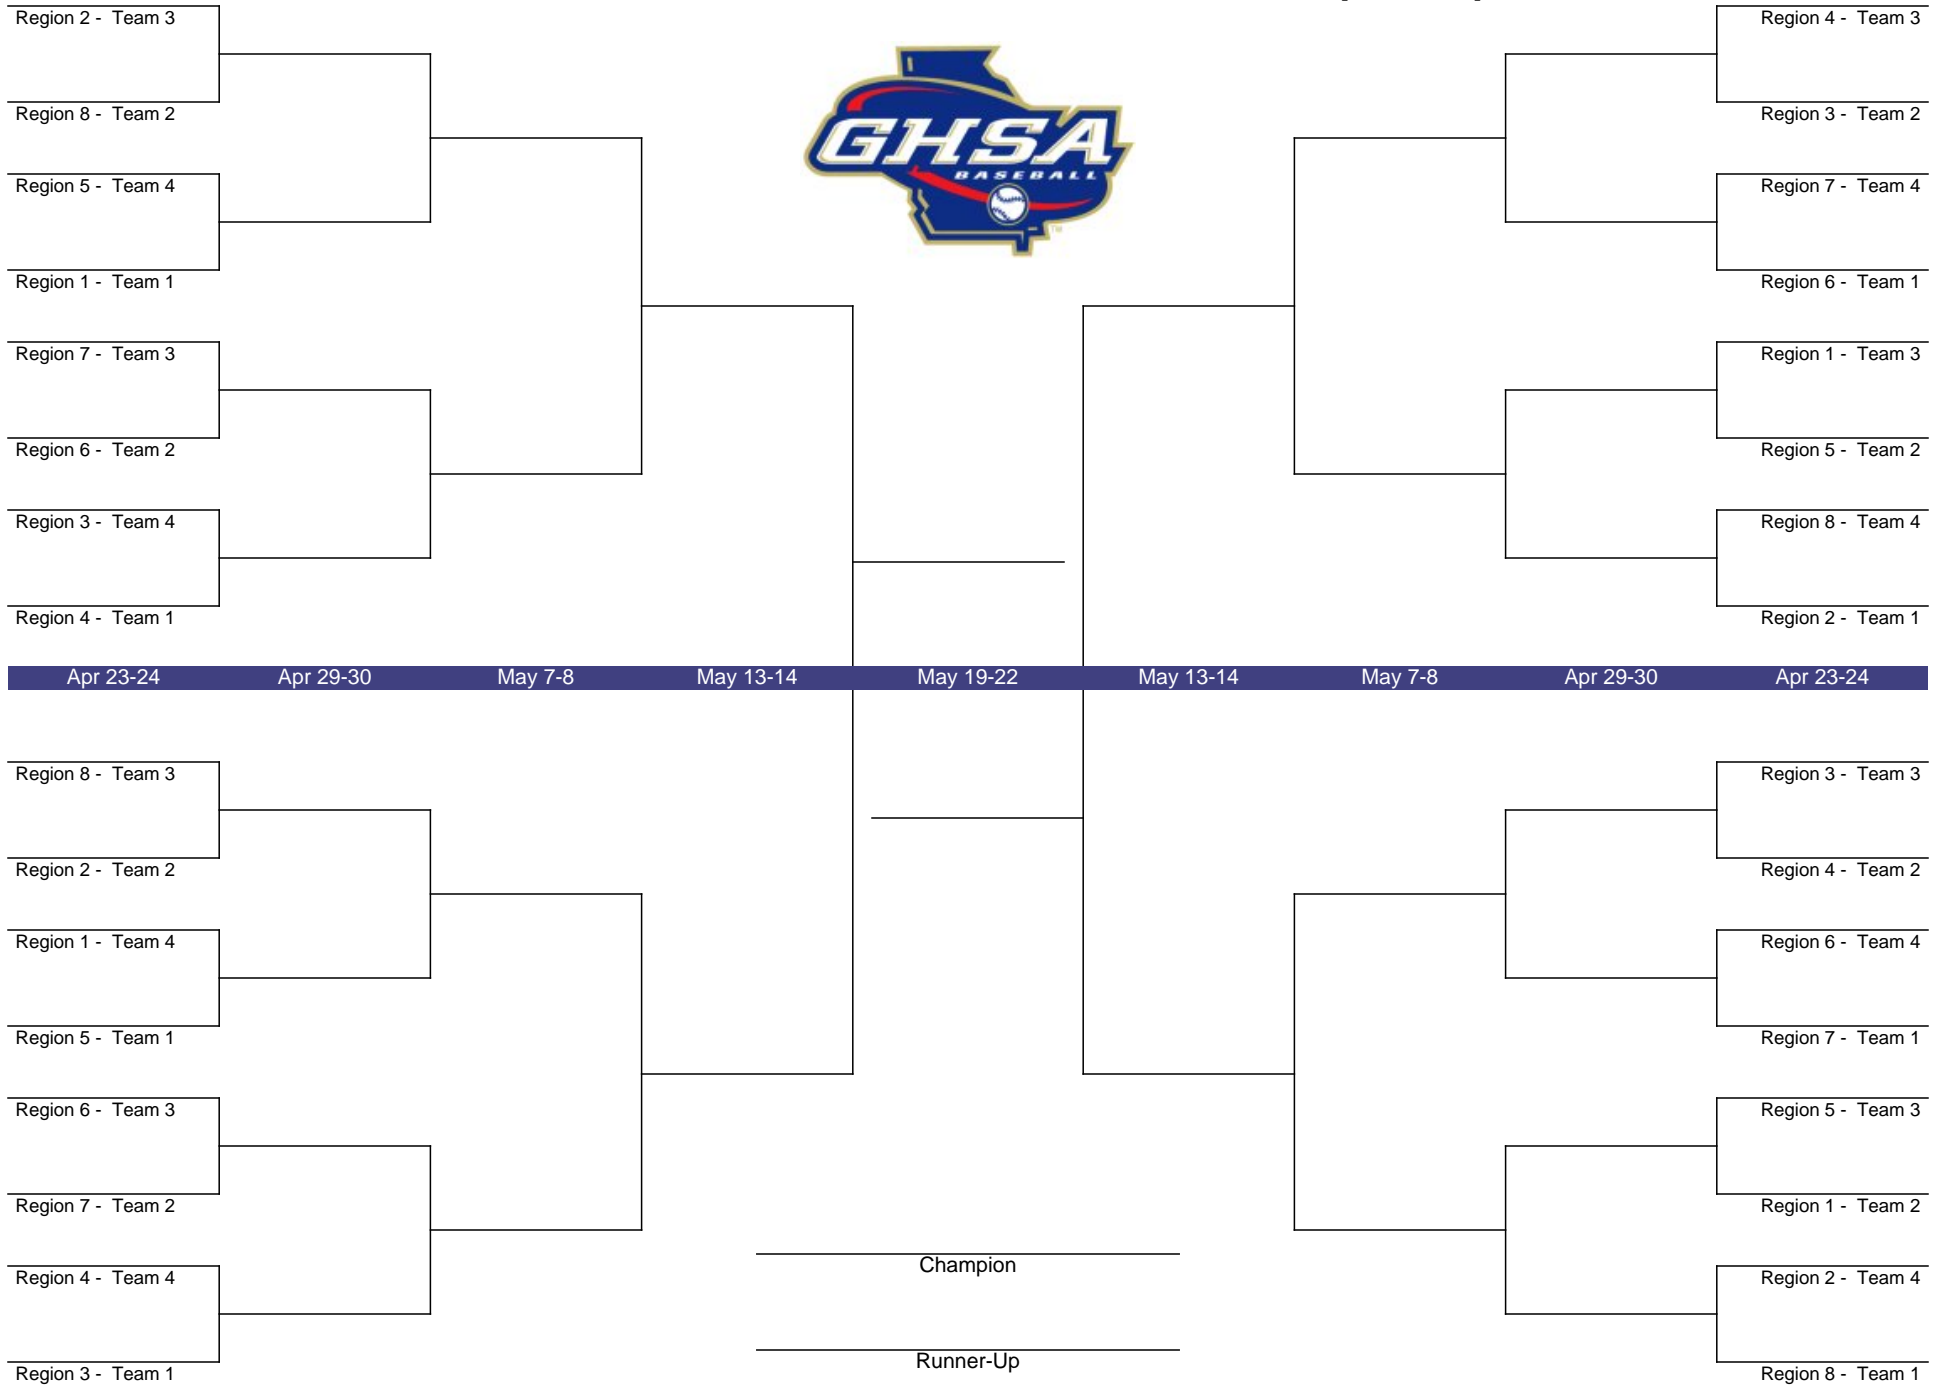 Region 2 - Team 3
Region 8 - Team 2
Region 5 - Team 4
Region 1 - Team 1
Region 7 - Team 3
Region 6 - Team 2
Region 3 - Team 4
Region 4 - Team 1
GHSA
BASEBALL
TM
Region 4 - Team 3
Region 3 - Team 2
Region 7 - Team 4
Region 6 - Team 1
Region 1 - Team 3
Region 5 - Team 2
Region 8 - Team 4
Region 2 - Team 1
Apr 23-24 Apr 29-30 May 7-8 May 13-14 May 19-22 May 13-14 May 7-8 Apr 29-30 Apr 23-24
Region 8 - Team 3
Region 2 - Team 2
Region 1 - Team 4
Region 5 - Team 1
Region 6 - Team 3
Region 7 - Team 2
Region 4 - Team 4
Region 3 - Team 1
Champion
Runner-Up
Region 3 - Team 3
Region 4 - Team 2
Region 6 - Team 4
Region 7 - Team 1
Region 5 - Team 3
Region 1 - Team 2
Region 2 - Team 4
Region 8 - Team 1